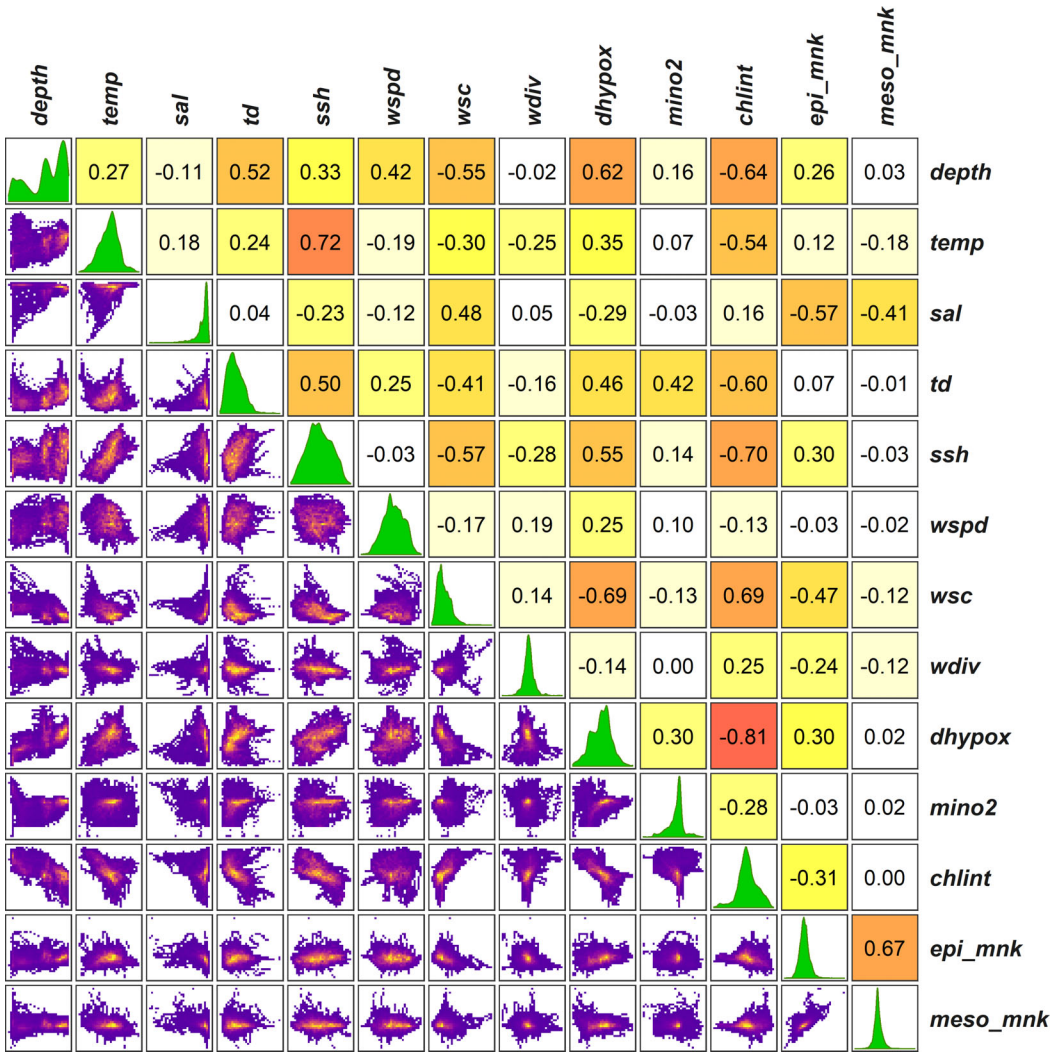 depth temp sal td ssh wspd wsc wdiv dhypox mino2 chlint epi_mnk meso_mnk
0.27 -0.11 0.52 0.33 0.42 -0.55 -0.02 0.62 0.16 -0.64 0.26 0.03 depth
0.18 0.24 0.72 -0.19 -0.30 -0.25 0.35 0.07 -0.54 0.12 -0.18 temp
0.04 -0.23 -0.12 0.48 0.05 -0.29 -0.03 0.16 -0.57 -0.41 sal
0.50 0.25 -0.41 -0.16 0.46 0.42 -0.60 0.07 -0.01 td
-0.03 -0.57 -0.28 0.55 0.14 -0.70 0.30 -0.03 ssh
-0.17 0.19 0.25 0.10 -0.13 -0.03 -0.02 wspd
0.14 -0.69 -0.13 0.69 -0.47 -0.12 wsc
-0.14 0.00 0.25 -0.24 -0.12 wdiv
0.30 -0.81 0.30 0.02 dhypox
-0.28 -0.03 0.02 mino2
-0.31 0.00 chlint
0.67 epi_mnk
meso_mnk